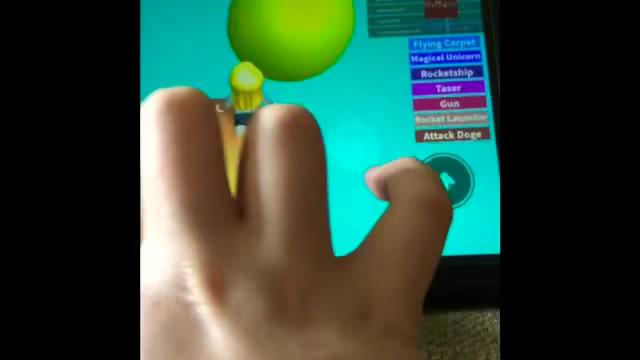 Flying Carpet
Magical Unicorn
Rocketship
Taser
Gun
Rocket Launcher
Attack Doge